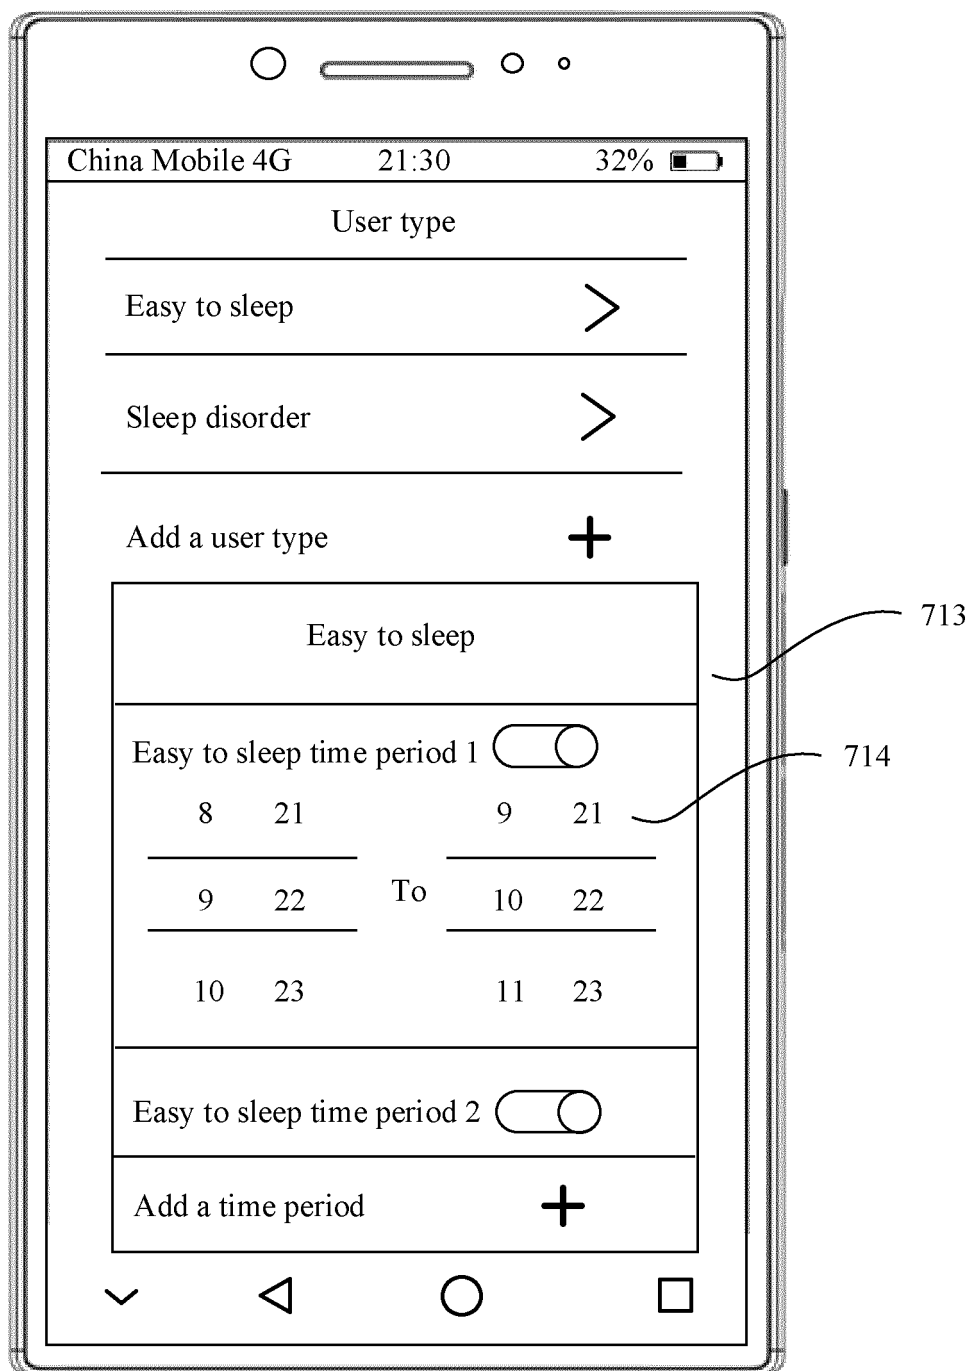 China Mobile 4G 21:30 32%
User type
Easy to sleep
Sleep disorder
Add a user type
Easy to sleep
713
Easy to sleep time period 1
714
8 21 9 21
9 22 To 10 22
10 23 11 23
Easy to sleep time period 2
Add a time period